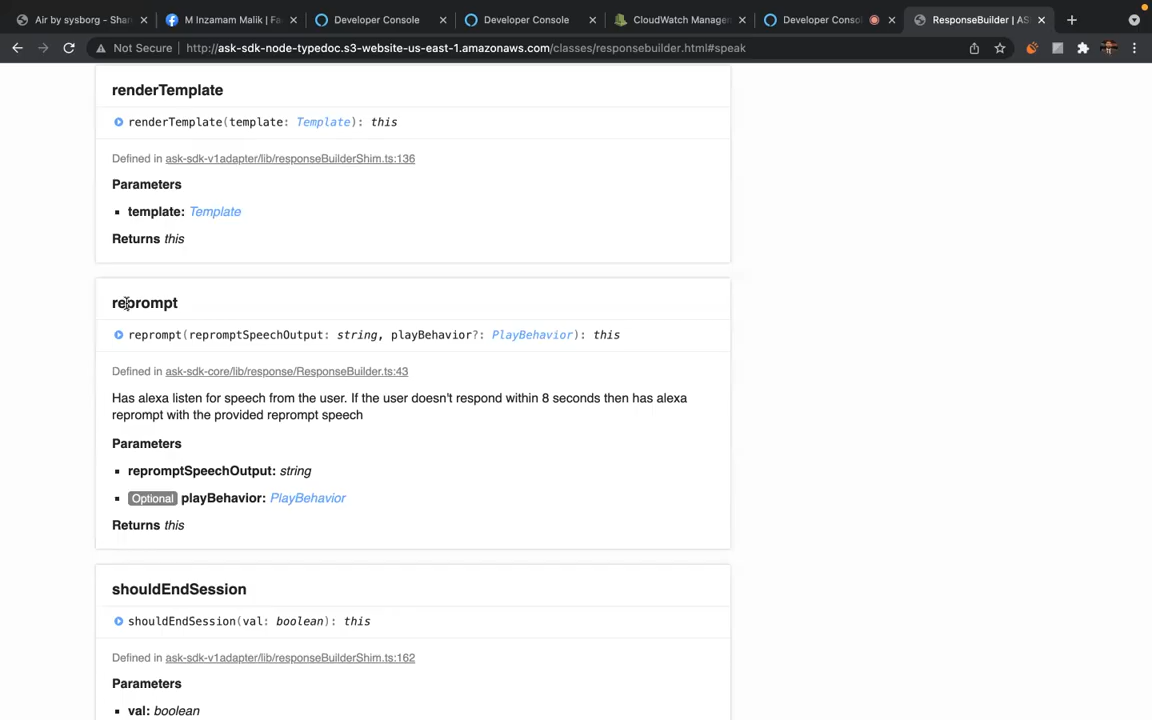 Air by sysborg – Shar
M Inzamam Malik | Fa
Developer Console
Developer Console
CloudWatch Managem
Developer Conso
ResponseBuilder | AS
Not Secure | http://ask-sdk-node-typedoc.s3-website-us-east-1.amazonaws.com/classes/responsebuilder.html#speak
renderTemplate
renderTemplate(template: Template): this
Defined in ask-sdk-v1adapter/lib/responseBuilderShim.ts:136
Parameters
template: Template
Returns this
reprompt
reprompt(repromptSpeechOutput: string, playBehavior?: PlayBehavior): this
Defined in ask-sdk-core/lib/response/ResponseBuilder.ts:43
Has alexa listen for speech from the user. If the user doesn't respond within 8 seconds then has alexa
reprompt with the provided reprompt speech
Parameters
repromptSpeechOutput: string
Optional playBehavior: PlayBehavior
Returns this
shouldEndSession
shouldEndSession(val: boolean): this
Defined in ask-sdk-v1adapter/lib/responseBuilderShim.ts:162
Parameters
val: boolean